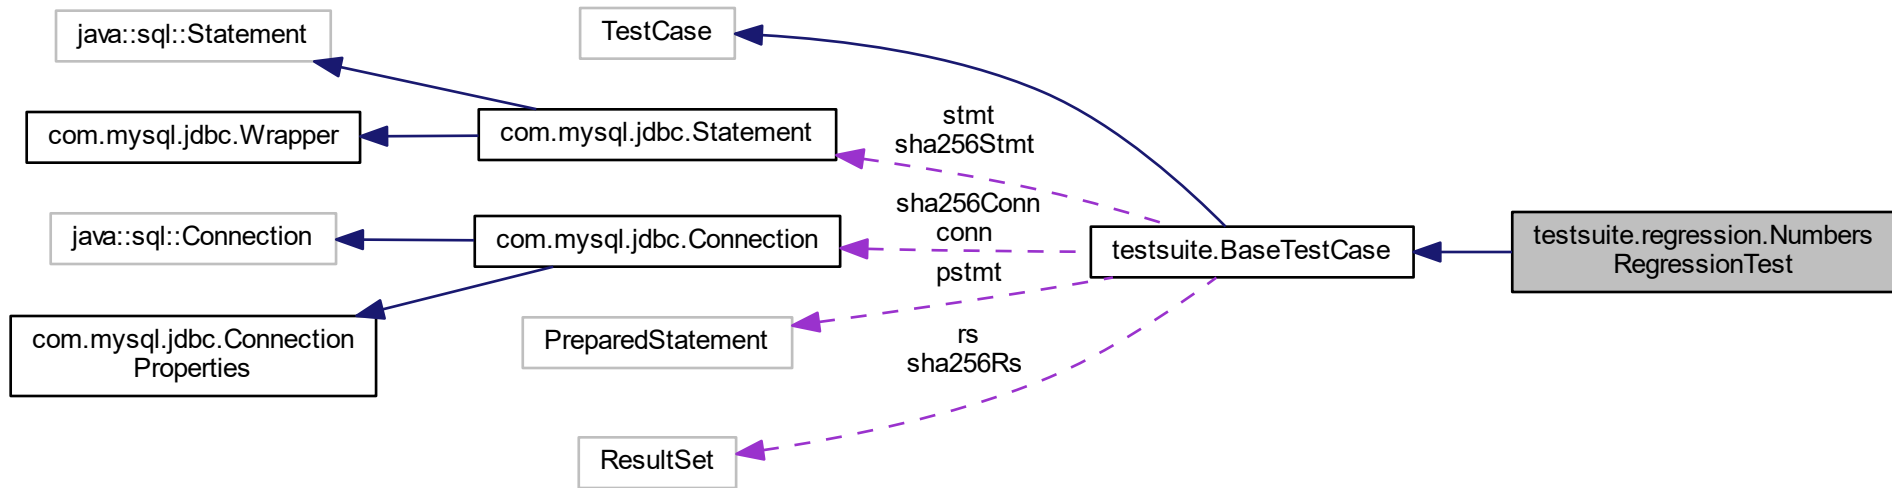 java::sql::Statement
TestCase
com.mysql.jdbc.Wrapper
com.mysql.jdbc.Statement
stmt
sha256Stmt
java::sql::Connection
com.mysql.jdbc.Connection
sha256Conn
conn
testsuite.BaseTestCase
testsuite.regression.Numbers
RegressionTest
com.mysql.jdbc.Connection
Properties
PreparedStatement
pstmt
rs
sha256Rs
ResultSet